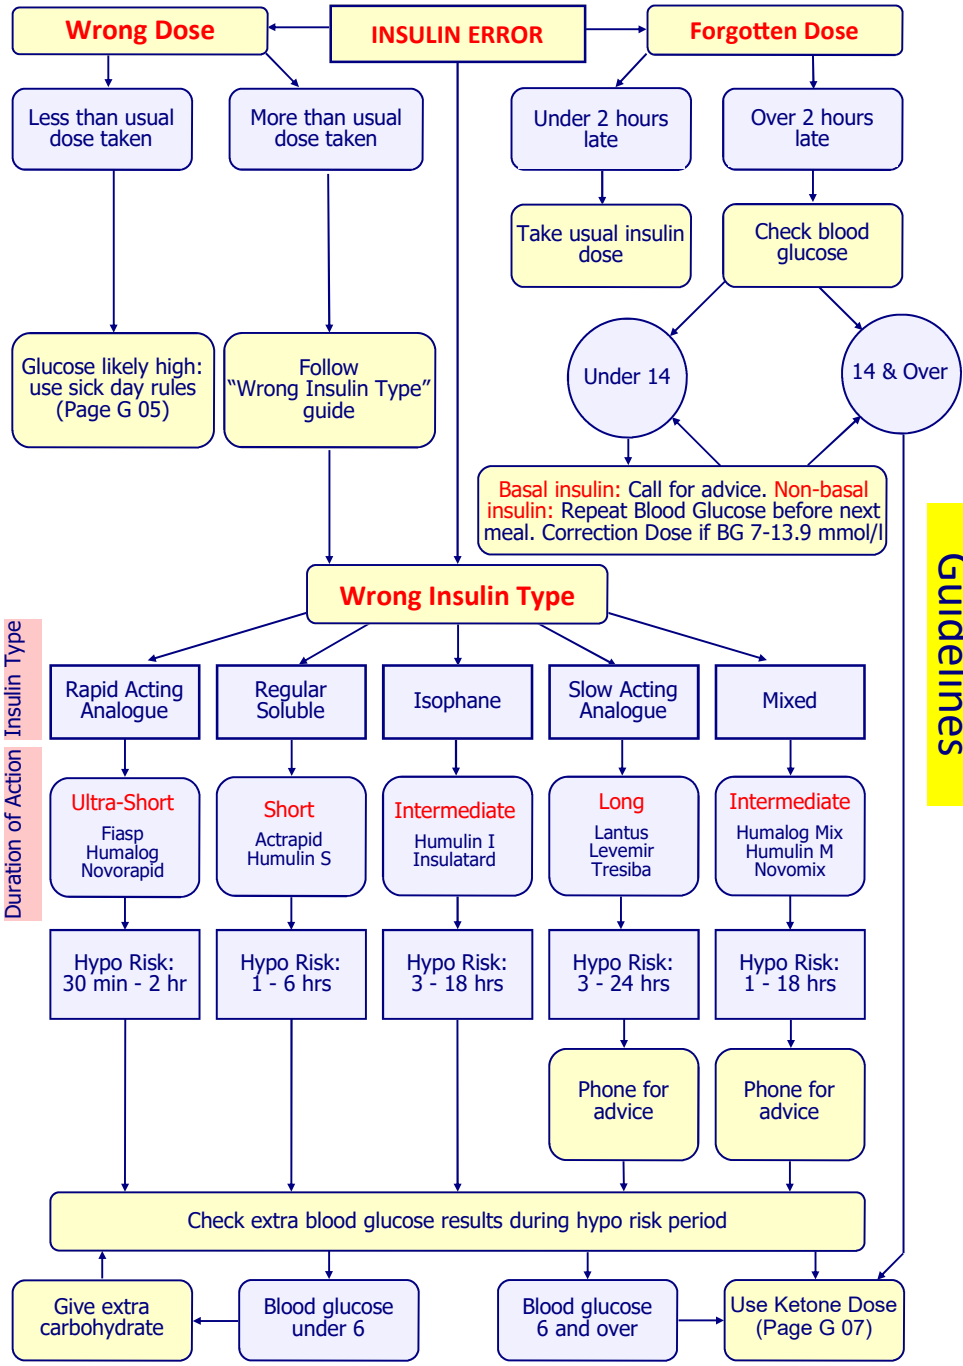 Wrong Dose
INSULIN ERROR
Forgotten Dose
Less than usual
dose taken
More than usual
dose taken
Under 2 hours
late
Over 2 hours
late
Take usual insulin
dose
Check blood
glucose
Glucose likely high:
use sick day rules
(Page G 05)
Follow
“Wrong Insulin Type”
guide
Under 14
14 & Over
Basal insulin: Call for advice. Non-basal
insulin: Repeat Blood Glucose before next
meal. Correction Dose if BG 7-13.9 mmol/l
Guidelines
Wrong Insulin Type
Insulin Type
Rapid Acting
Analogue
Regular
Soluble
Isophane
Slow Acting
Analogue
Mixed
Duration of Action
Ultra-Short
Fiasp
Humalog
Novorapid
Short
Actrapid
Humulin S
Intermediate
Humulin I
Insulatard
Long
Lantus
Levemir
Tresiba
Intermediate
Humalog Mix
Humulin M
Novomix
Hypo Risk:
30 min - 2 hr
Hypo Risk:
1 - 6 hrs
Hypo Risk:
3 - 18 hrs
Hypo Risk:
3 - 24 hrs
Hypo Risk:
1 - 18 hrs
Phone for
advice
Phone for
advice
Check extra blood glucose results during hypo risk period
Give extra
carbohydrate
Blood glucose
under 6
Blood glucose
6 and over
Use Ketone Dose
(Page G 07)